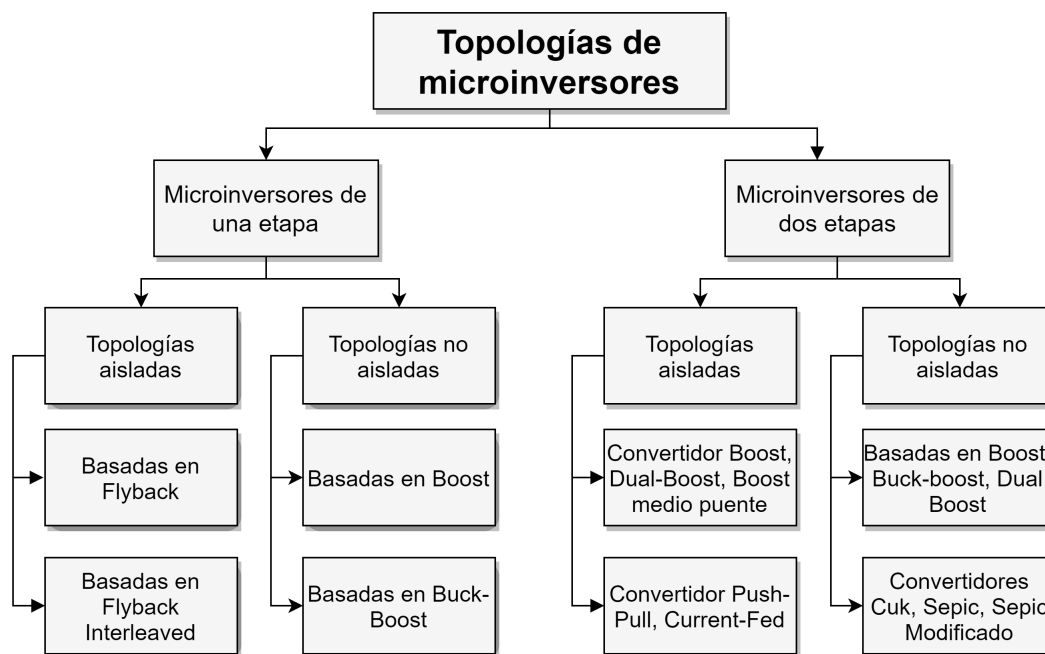 Topologías de
microinversores
Microinversores de
una etapa
Microinversores de
dos etapas
Topologías
aisladas
Topologías no
aisladas
Topologías
aisladas
Topologías no
aisladas
Basadas en
Flyback
Basadas en Boost
Convertidor Boost,
Dual-Boost, Boost
medio puente
Basadas en Boost,
Buck-boost, Dual
Boost
Basadas en
Flyback
Interleaved
Basadas en Buck-
Boost
Convertidor Push-
Pull, Current-Fed
Convertidores
Cuk, Sepic, Sepic
Modificado